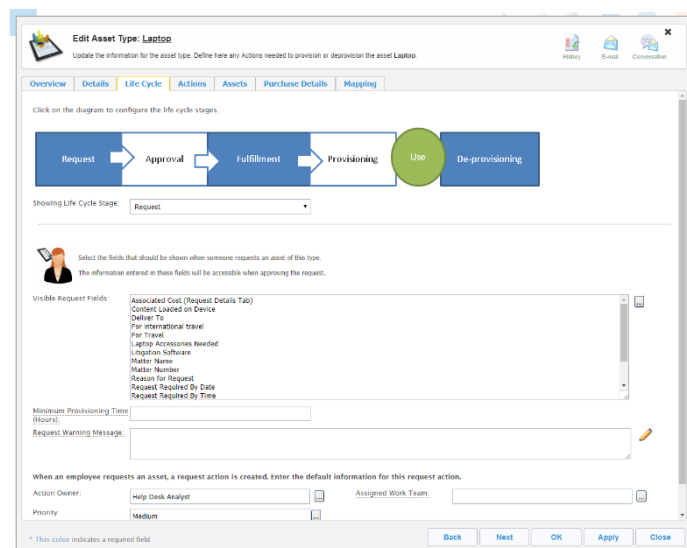 Edit Asset Type: Laptop
Update the information for the asset type. Define here any Actions needed to provision or deprovision the asset Laptop.
History
E-mail
Conversation
Overview Details Life Cycle Actions Assets Purchase Details Mapping
Click on the diagram to configure the life cycle stages.
Request Approval Fulfillment Provisioning Use De-provisioning
Showing Life Cycle Stage: Request
Select the fields that should be shown when someone requests an asset of this type.
The information entered in these fields will be accessible when approving the request.
Visible Request Fields:
Associated Cost (Request Details Tab)
Content Loaded on Device
Deliver To
For international travel
For Travel
Laptop Accessories Needed
Litigation Software
Matter Name
Matter Number
Reason for Request
Request Required By Date
Request Required By Time
Minimum Provisioning Time
(Hours):
Request Warning Message:
When an employee requests an asset, a request action is created. Enter the default information for this request action.
Action Owner: Help Desk Analyst ... Assigned Work Team: ...
Priority: Medium ...
* This color indicates a required field
Back Next OK Apply Close